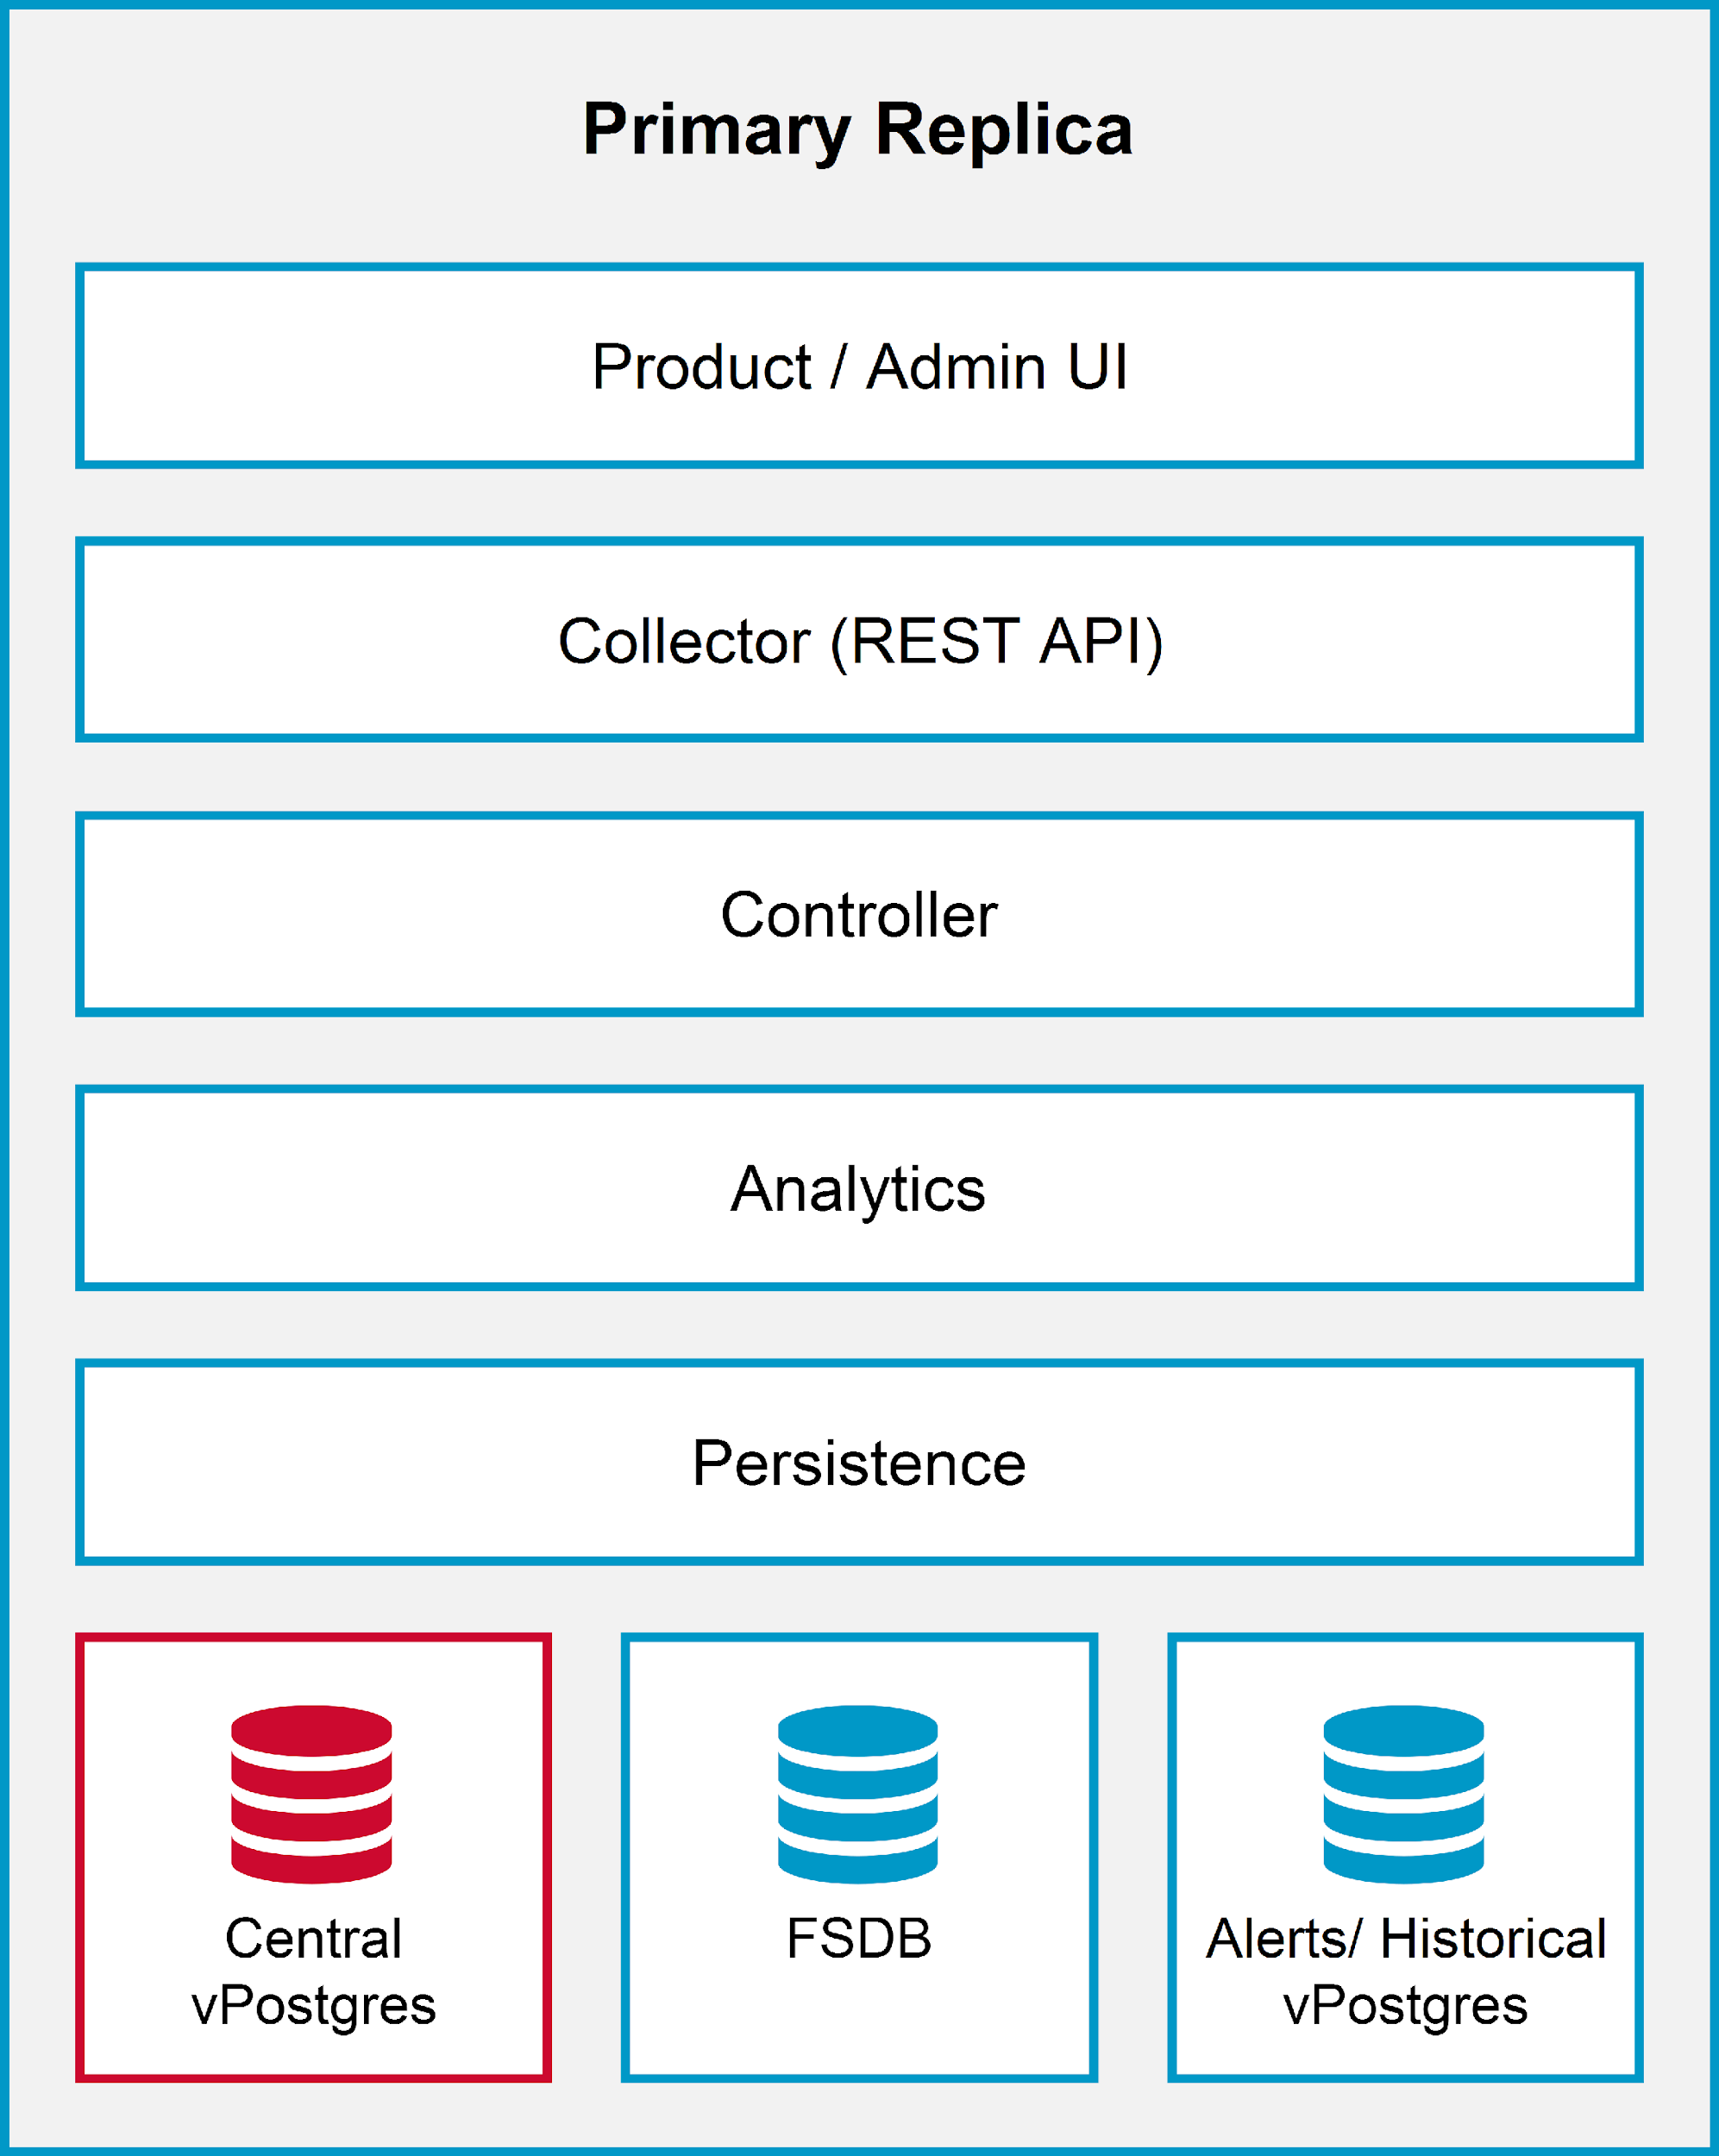 Primary Replica
Product / Admin UI
Collector (REST API)
Controller
Analytics
Persistence
Central
vPostgres
FSDB
Alerts/ Historical
vPostgres